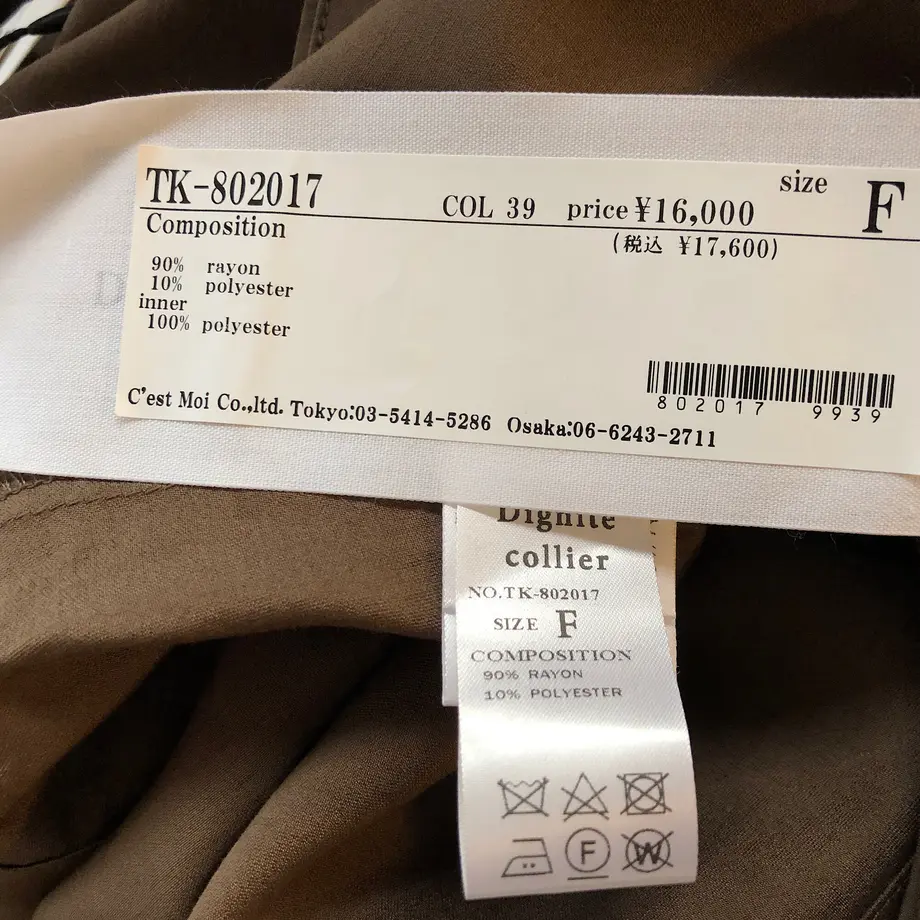 TK-802017 COL 39 price ¥16,000 size F
(税込 ¥17,600)
Composition
90% rayon
10% polyester
inner
100% polyester
802017 9939
C'est Moi Co.,ltd. Tokyo:03-5414-5286 Osaka:06-6243-2711
Dignite
collier
NO.TK-802017
SIZE F
COMPOSITION
90% RAYON
10% POLYESTER
F W